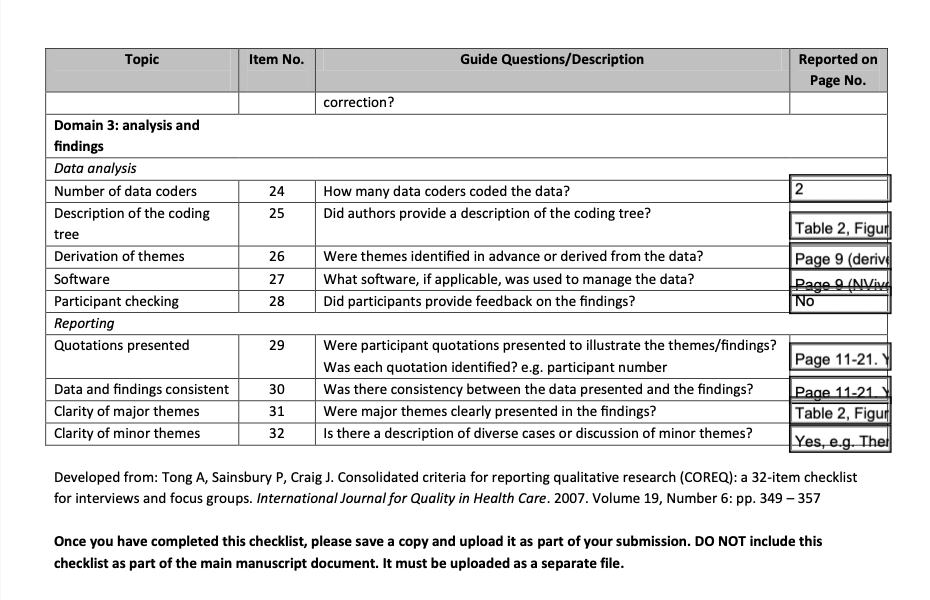 Topic Item No. Guide Questions/Description Reported on
Page No.
correction?
Domain 3: analysis and
findings
Data analysis
Number of data coders 24 How many data coders coded the data? 2
Description of the coding 25 Did authors provide a description of the coding tree?
tree Table 2, Figur
Derivation of themes 26 Were themes identified in advance or derived from the data? Page 9 (derive
Software 27 What software, if applicable, was used to manage the data? Page 9 (NViv
Participant checking 28 Did participants provide feedback on the findings? No
Reporting
Quotations presented 29 Were participant quotations presented to illustrate the themes/findings?
Was each quotation identified? e.g. participant number Page 11-21. Y
Data and findings consistent 30 Was there consistency between the data presented and the findings? Page 11-21. Y
Clarity of major themes 31 Were major themes clearly presented in the findings? Table 2, Figur
Clarity of minor themes 32 Is there a description of diverse cases or discussion of minor themes? Yes, e.g. Ther
Developed from: Tong A, Sainsbury P, Craig J. Consolidated criteria for reporting qualitative research (COREQ): a 32-item checklist
for interviews and focus groups. International Journal for Quality in Health Care. 2007. Volume 19, Number 6: pp. 349 – 357
Once you have completed this checklist, please save a copy and upload it as part of your submission. DO NOT include this
checklist as part of the main manuscript document. It must be uploaded as a separate file.